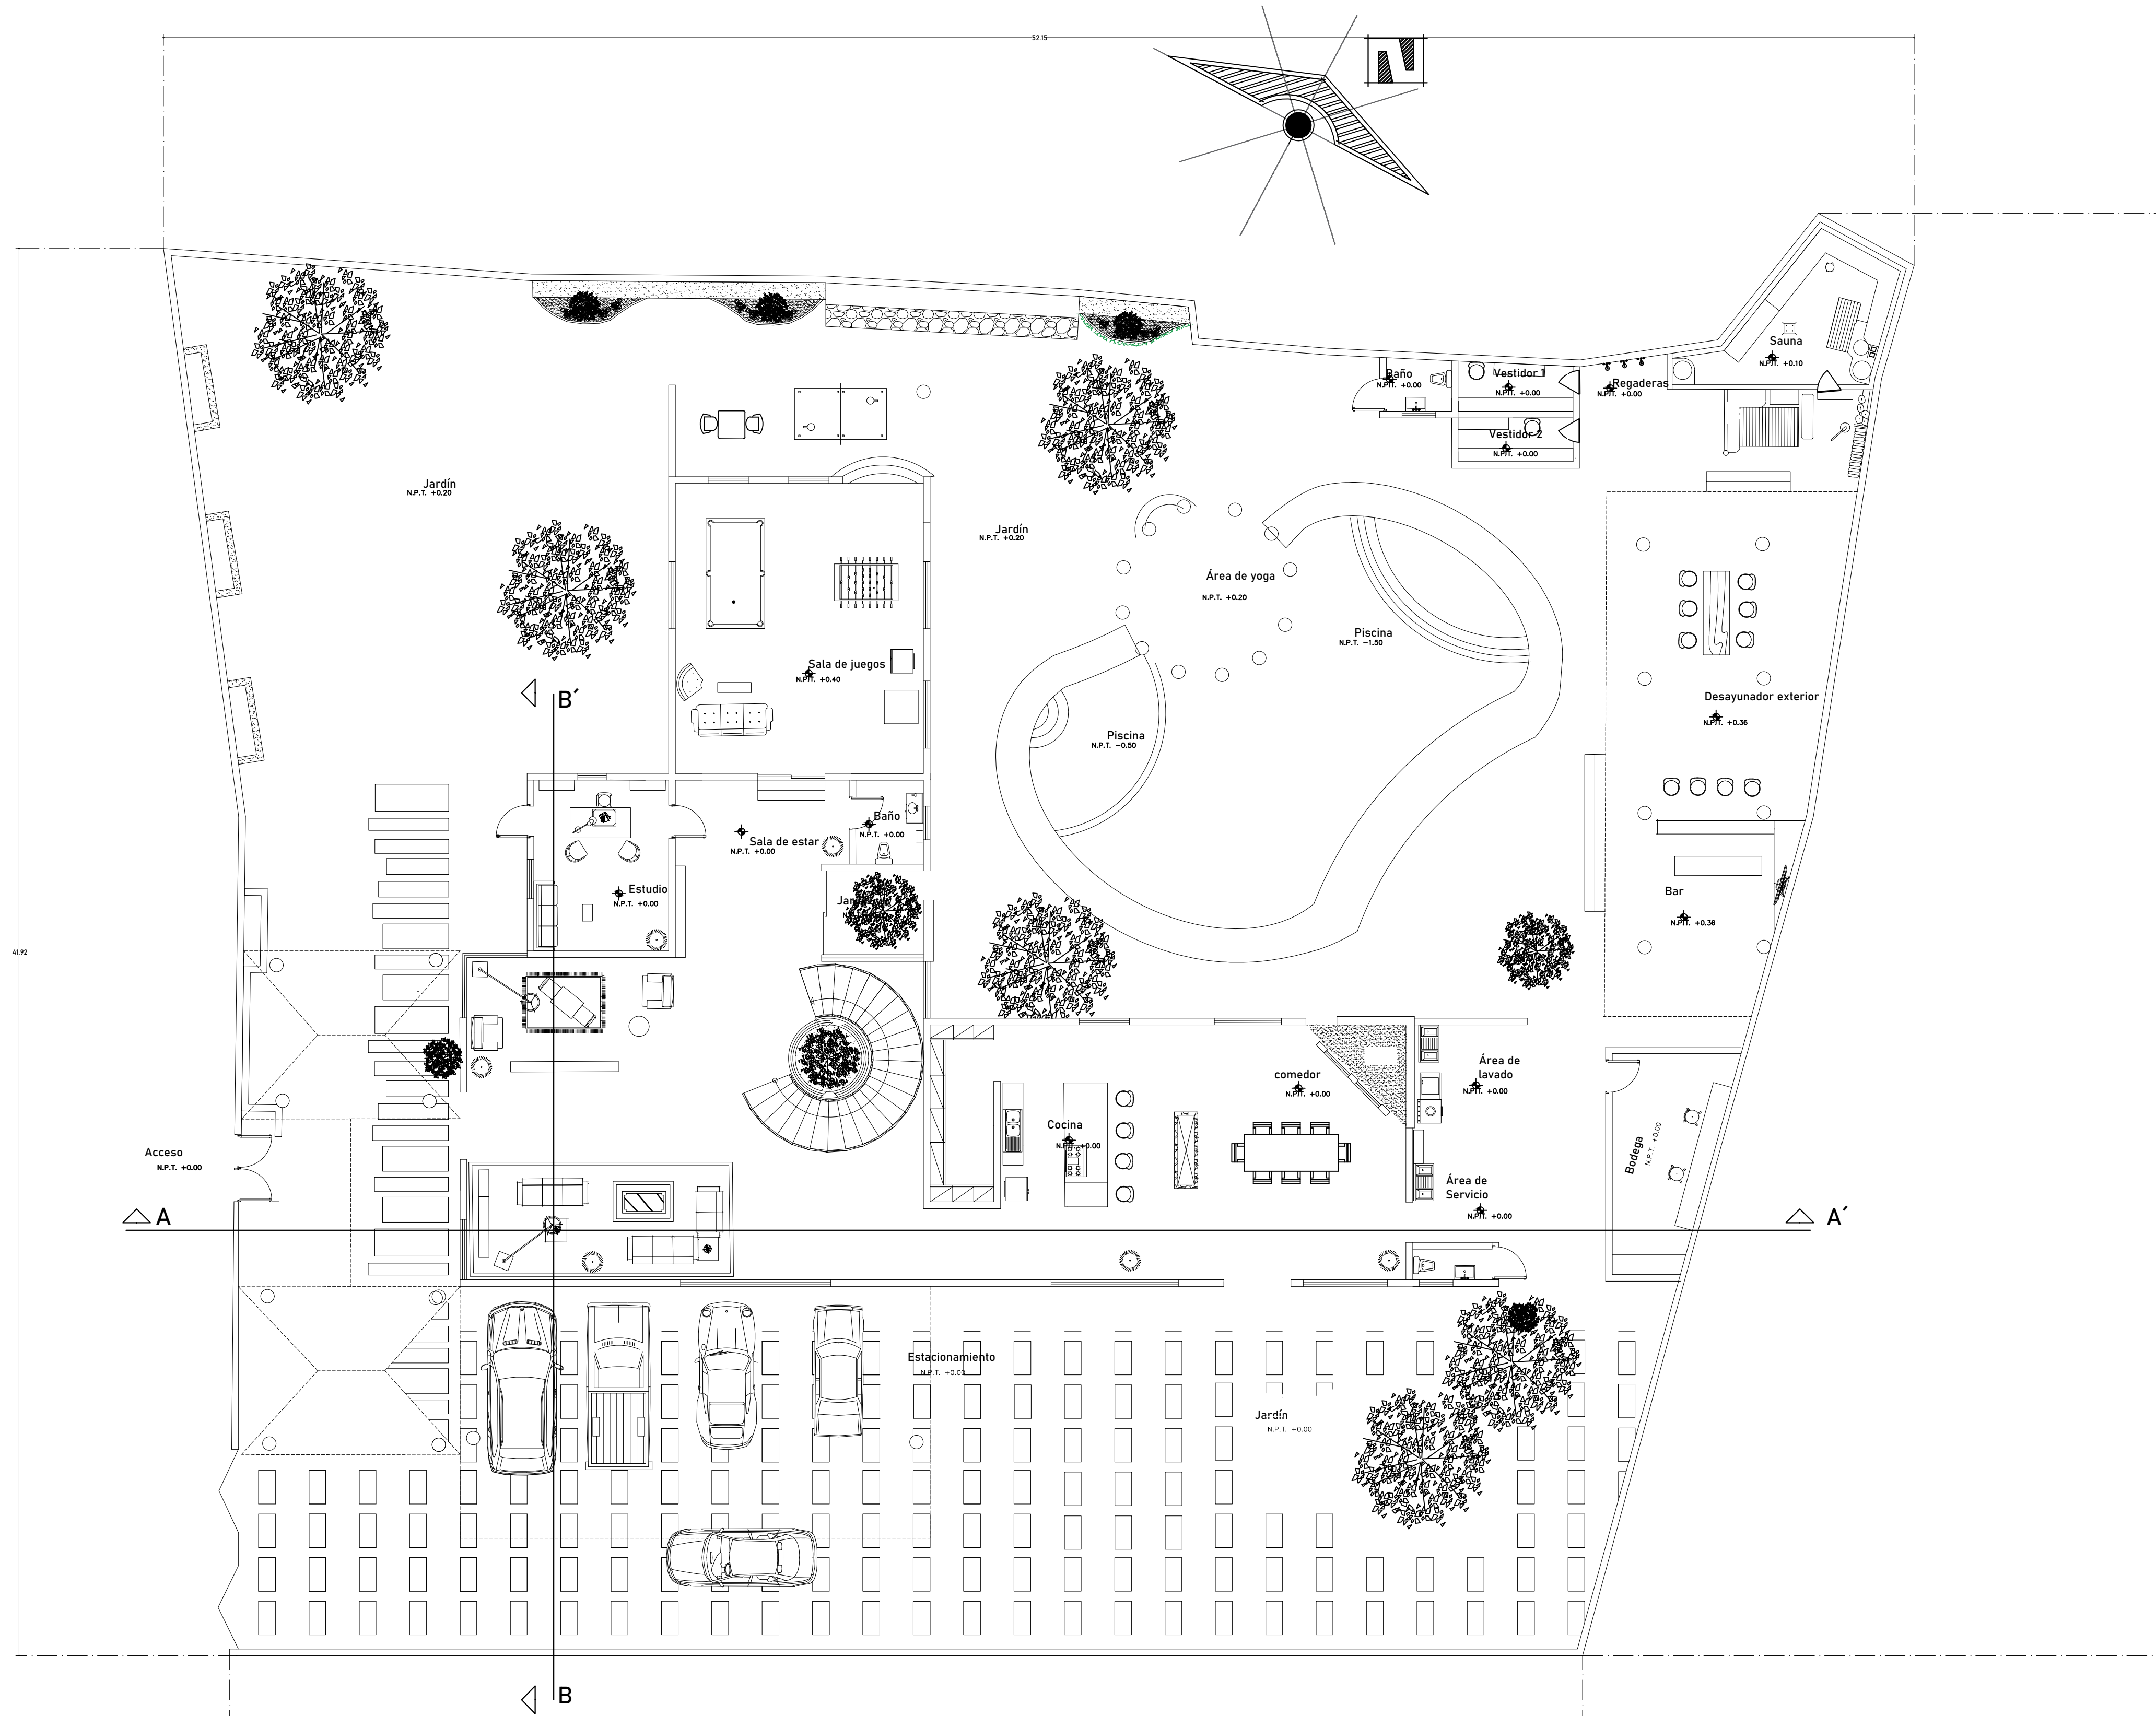 52.15
N
Sauna
N.P.T. +0.10
Baño
N.P.T. +0.00
Vestidor 1
N.P.T. +0.00
Regaderas
N.P.T. +0.00
Vestidor 2
N.P.T. +0.00
Jardín
N.P.T. +0.20
Jardín
N.P.T. +0.20
Área de yoga
N.P.T. +0.20
Piscina
N.P.T. -1.50
Sala de juegos
N.P.T. +0.40
B´
Desayunador exterior
N.P.T. +0.36
Piscina
N.P.T. -0.50
Baño
N.P.T. +0.00
Sala de estar
N.P.T. +0.00
Estudio
N.P.T. +0.00
Bar
N.P.T. +0.36
41.92
comedor
N.P.T. +0.00
Área de
lavado
N.P.T. +0.00
Cocina
N.P.T. +0.00
Bodega
N.P.T. +0.00
Acceso
N.P.T. +0.00
Área de
Servicio
N.P.T. +0.00
A
A´
Estacionamiento
N.P.T. +0.00
Jardín
N.P.T. +0.00
B